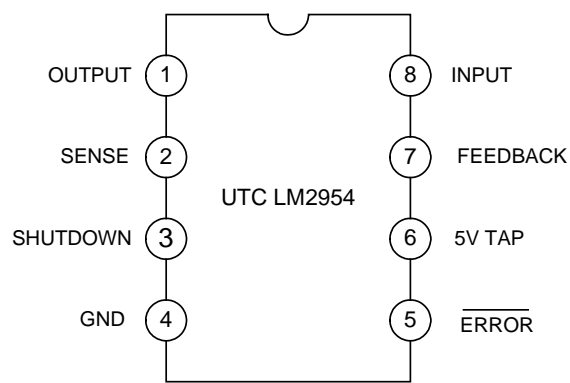 OUTPUT 1 8 INPUT
SENSE 2 7 FEEDBACK
UTC LM2954
SHUTDOWN 3 6 5V TAP
GND 4 5 ERROR